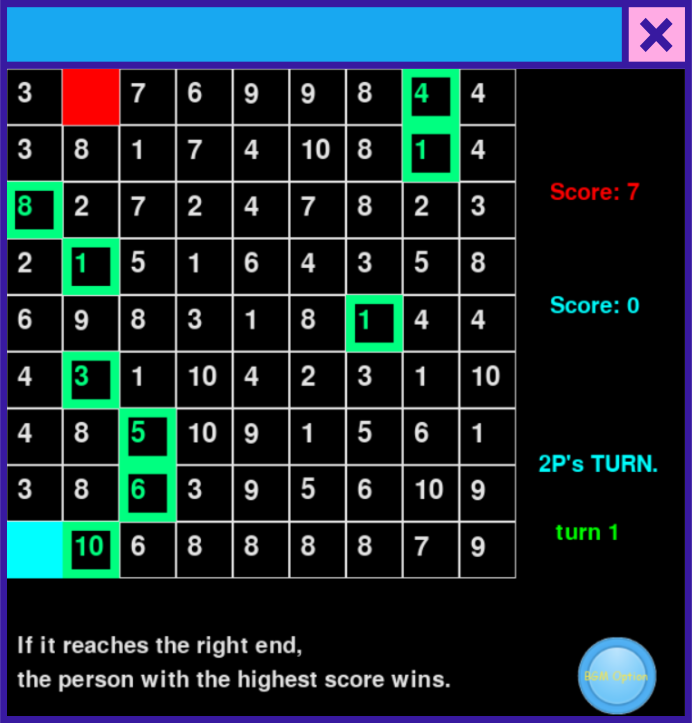 3 7 6 9 9 8 4 4
3 8 1 7 4 10 8 1 4
Score: 7
8 2 7 2 4 7 8 2 3
2 1 5 1 6 4 3 5 8
Score: 0
6 9 8 3 1 8 1 4 4
4 3 1 10 4 2 3 1 10
4 8 5 10 9 1 5 6 1
2P's TURN.
3 8 6 3 9 5 6 10 9
turn 1
10 6 8 8 8 8 7 9
If it reaches the right end,
the person with the highest score wins.
BGM Option